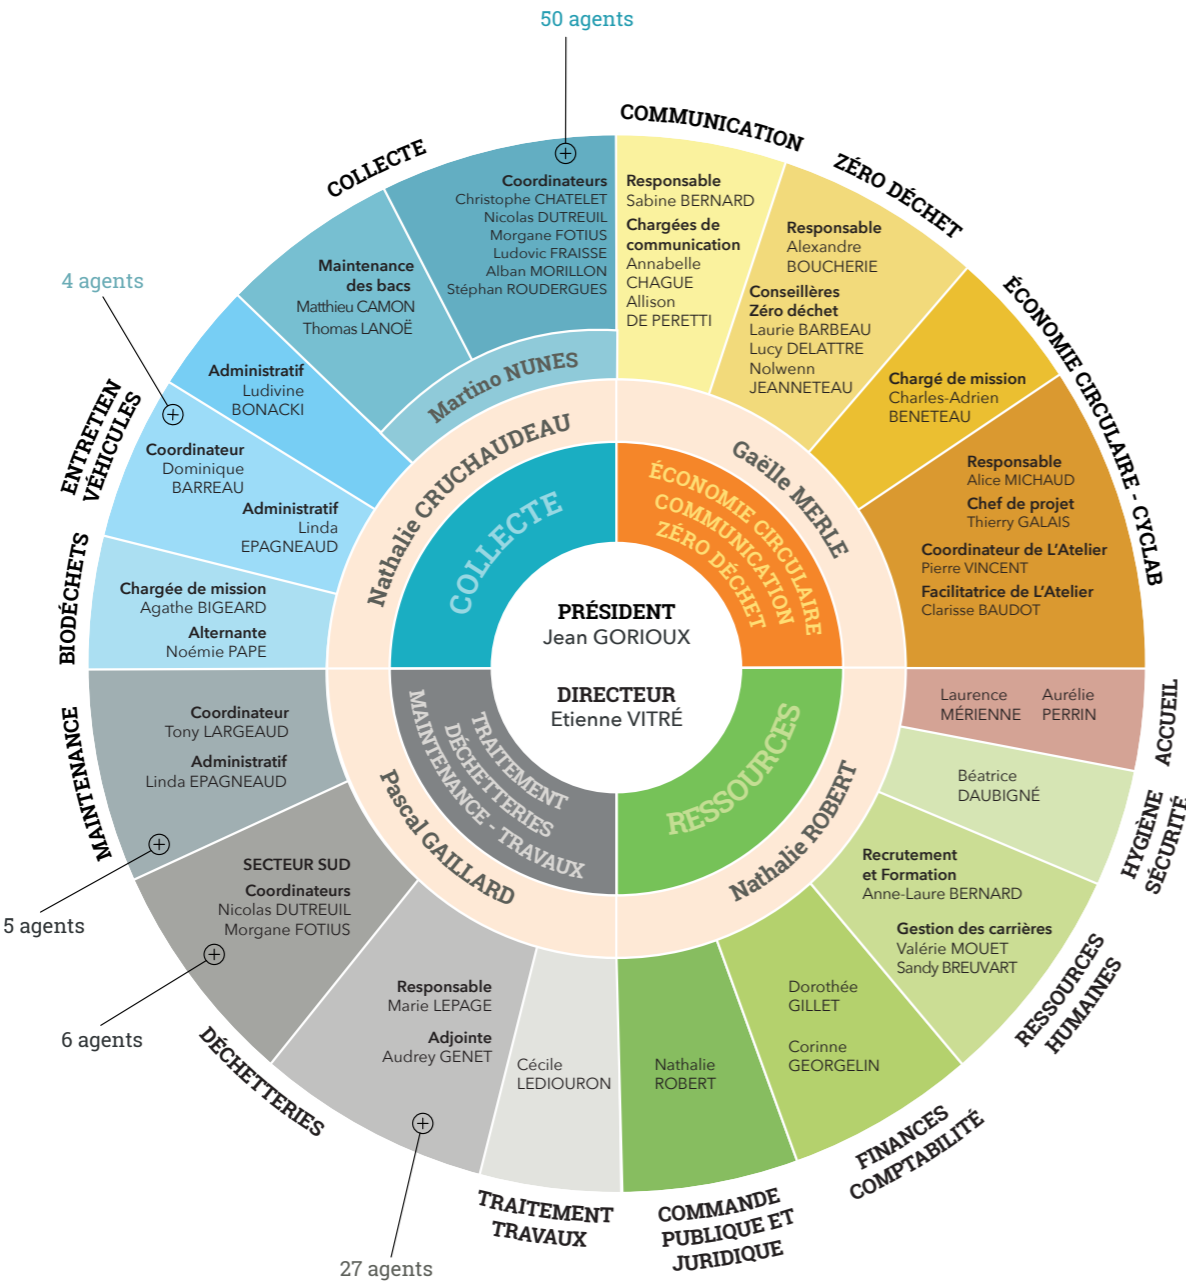 50 agents
COMMUNICATION
COLLECTE
ZÉRO DÉCHET
Coordinateurs
Christophe CHATELET
Nicolas DUTREUIL
Morgane FOTIUS
Ludovic FRAISSE
Alban MORILLON
Stéphan ROUDERGUES
Responsable
Sabine BERNARD
Chargées de
communication
Annabelle
CHAGUE
Allison
DE PERETTI
Responsable
Alexandre
BOUCHERIE
Conseillères
Zéro déchet
Laurie BARBEAU
Lucy DELATTRE
Nolwenn
JEANNETEAU
Maintenance
des bacs
Matthieu CAMON
Thomas LANOË
4 agents
ÉCONOMIE CIRCULAIRE - CYCLAB
Martino NUNES
Administratif
Ludivine
BONACKI
Chargé de mission
Charles-Adrien
BENETEAU
ENTRETIEN
VÉHICULES
Coordinateur
Dominique
BARREAU
Administratif
Linda
EPAGNEAUD
Nathalie CRUCHAUDEAU
Gaëlle MERLE
Responsable
Alice MICHAUD
Chef de projet
Thierry GALAIS
Coordinateur de L'Atelier
Pierre VINCENT
Facilitatrice de L'Atelier
Clarisse BAUDOT
COLLECTE
ÉCONOMIE CIRCULAIRE
COMMUNICATION
ZÉRO DÉCHET
BIODÉCHETS
Chargée de mission
Agathe BIGEARD
Alternante
Noémie PAPE
PRÉSIDENT
Jean GORIOUX
DIRECTEUR
Etienne VITRÉ
MAINTENANCE
Coordinateur
Tony LARGEAUD
Administratif
Linda EPAGNEAUD
5 agents
TRAITEMENT
DÉCHETTERIES
MAINTENANCE - TRAVAUX
RESSOURCES
Pascal GAILLARD
Nathalie ROBERT
Laurence
MÉRIENNE
Aurélie
PERRIN
ACCUEIL
Béatrice
DAUBIGNÉ
HYGIÈNE
SÉCURITÉ
Recrutement
et Formation
Anne-Laure BERNARD
Gestion des carrières
Valérie MOUET
Sandy BREUVART
RESSOURCES
HUMAINES
SECTEUR SUD
Coordinateurs
Nicolas DUTREUIL
Morgane FOTIUS
6 agents
DÉCHETTERIES
Responsable
Marie LEPAGE
Adjointe
Audrey GENET
27 agents
Cécile
LEDIOURON
TRAITEMENT
TRAVAUX
Nathalie
ROBERT
COMMANDE
PUBLIQUE ET
JURIDIQUE
Dorothée
GILLET
Corinne
GEORGELIN
FINANCES
COMPTABILITÉ